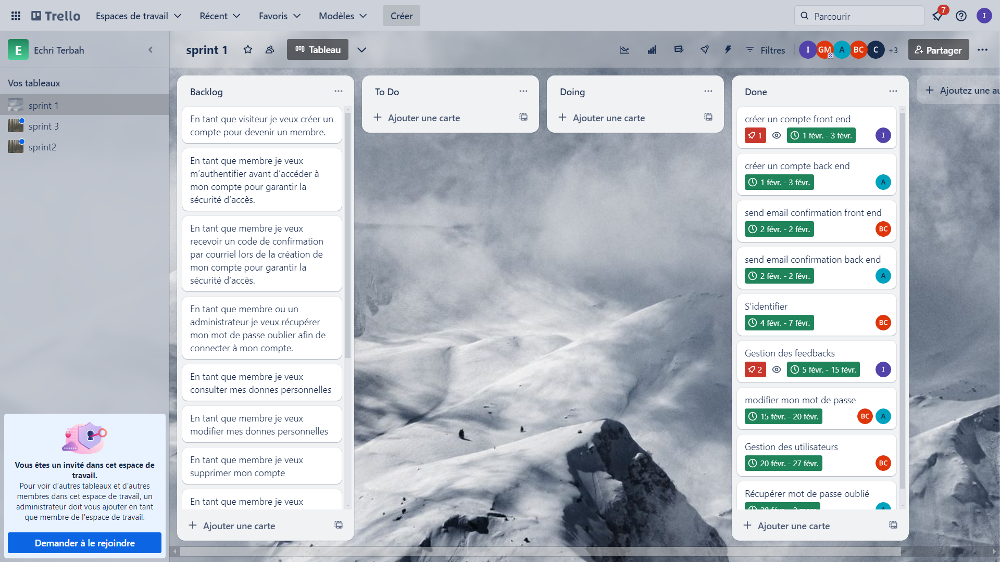 Trello
Espaces de travail
Récent
Favoris
Modèles
Créer
Parcourir
7
I
E
Echri Terbah
sprint 1
Tableau
Filtres
I
GM
A
BC
C
+3
Partager
Vos tableaux
sprint 1
sprint 3
sprint2
Vous êtes un invité dans cet espace de
travail.
Pour voir d'autres tableaux et d'autres
membres dans cet espace de travail, un
administrateur doit vous ajouter en tant
que membre de l'espace de travail.
Demander à le rejoindre
Backlog
En tant que visiteur je veux créer un
compte pour devenir un membre.
En tant que membre je veux
m’authentifier avant d’accéder à
mon compte pour garantir la
sécurité d’accès.
En tant que membre je veux
recevoir un code de confirmation
par courriel lors de la création de
mon compte pour garantir la
sécurité d’accès.
En tant que membre ou un
administrateur je veux récupérer
mon mot de passe oublier afin de
connecter à mon compte.
En tant que membre je veux
consulter mes donnes personnelles
En tant que membre je veux
modifier mes donnes personnelles
En tant que membre je veux
supprimer mon compte
En tant que membre je veux
Ajouter une carte
To Do
Ajouter une carte
Doing
Ajouter une carte
Done
créer un compte front end
1
1 févr. - 3 févr.
I
créer un compte back end
1 févr. - 3 févr.
A
send email confirmation front end
2 févr. - 2 févr.
BC
send email confirmation back end
2 févr. - 2 févr.
A
S'identifier
4 févr. - 7 févr.
BC
Gestion des feedbacks
2
5 févr. - 15 févr.
I
modifier mon mot de passe
15 févr. - 20 févr.
BC
A
Gestion des utilisateurs
20 févr. - 27 févr.
BC
Récupérer mot de passe oublié
Ajouter une carte
Ajoutez une au